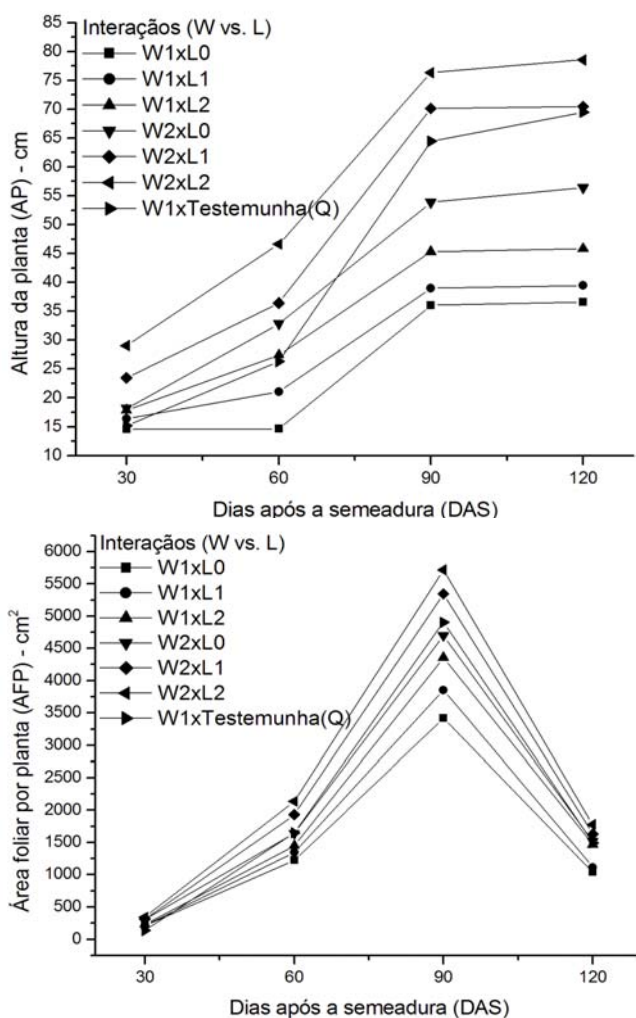 85
80
75
70
65
60
55
50
45
40
35
30
25
20
15
10
Altura da planta (AP) - cm
Interaçãos (W vs. L)
W1xL0
W1xL1
W1xL2
W2xL0
W2xL1
W2xL2
W1xTestemunha(Q)
30 60 90 120
Dias após a semeadura (DAS)
6000
5500
5000
4500
4000
3500
3000
2500
2000
1500
1000
500
0
Área foliar por planta (AFP) - cm²
Interaçãos (W vs. L)
W1xL0
W1xL1
W1xL2
W2xL0
W2xL1
W2xL2
W1xTestemunha(Q)
30 60 90 120
Dias após a semeadura (DAS)